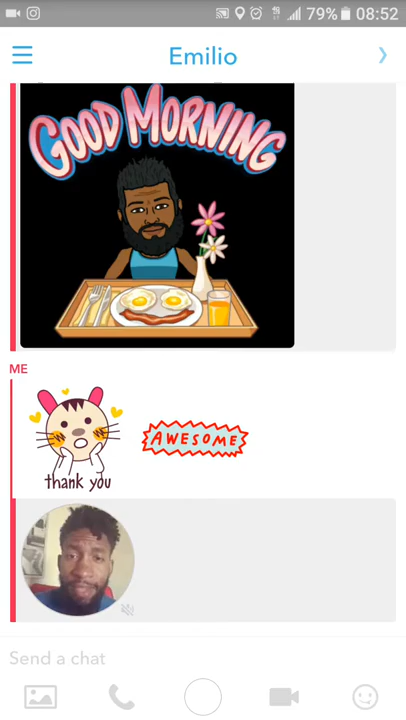 79% 08:52
Emilio
GOOD MORNING
ME
AWESOME
thank you
Send a chat